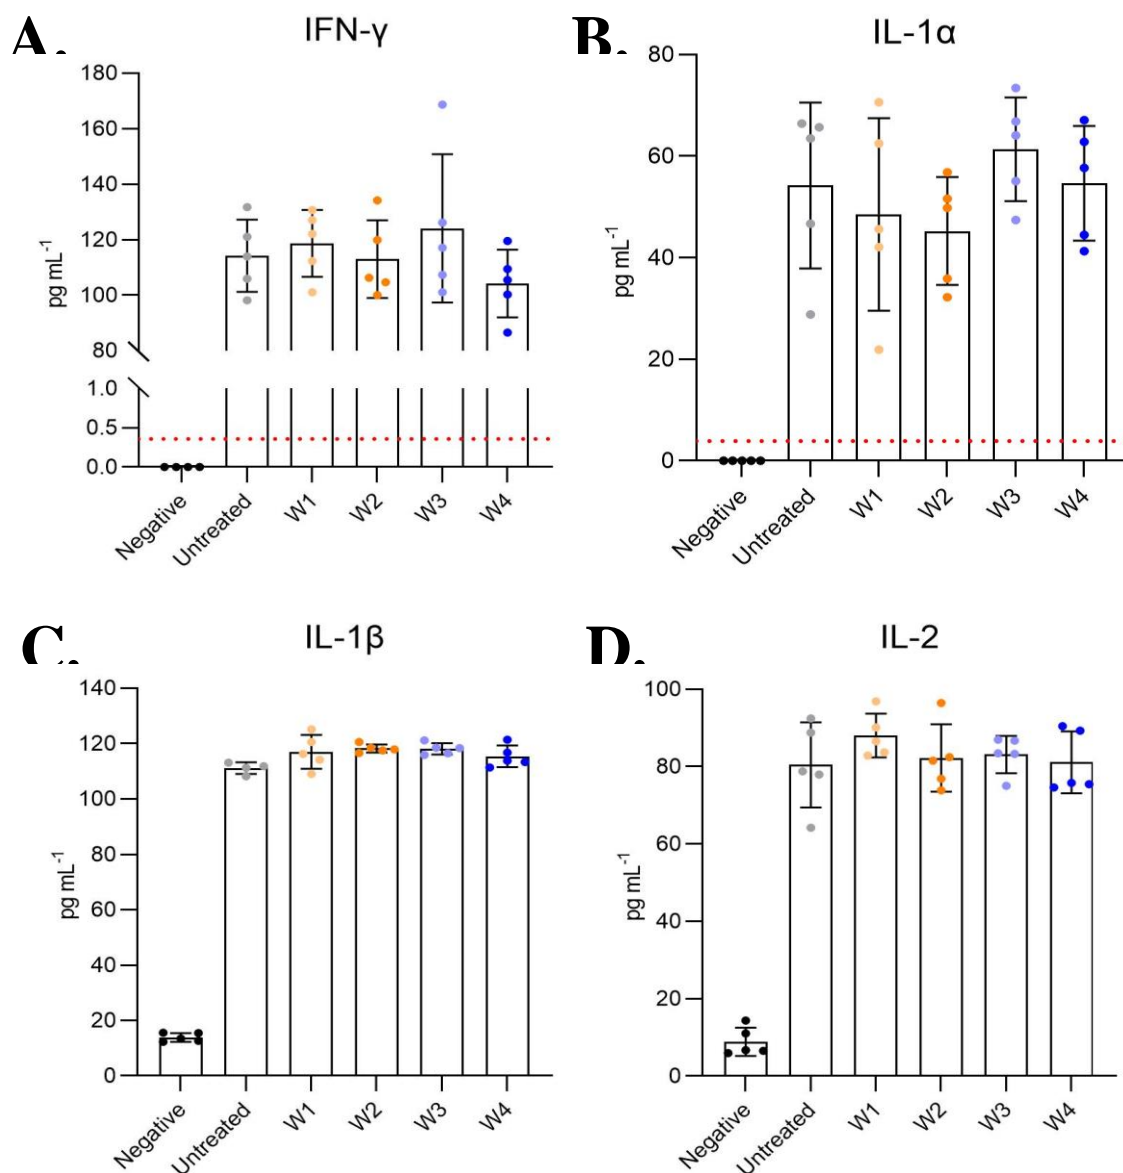 A.
IFN-γ
180
160
140
120
100
80
1.0
0.5
0.0
pg mL-1
Negative
Untreated
W1
W2
W3
W4
B.
IL-1α
80
60
40
20
0
pg mL-1
Negative
Untreated
W1
W2
W3
W4
C.
IL-1β
140
120
100
80
60
40
20
0
pg mL-1
Negative
Untreated
W1
W2
W3
W4
D.
IL-2
100
80
60
40
20
0
pg mL-1
Negative
Untreated
W1
W2
W3
W4